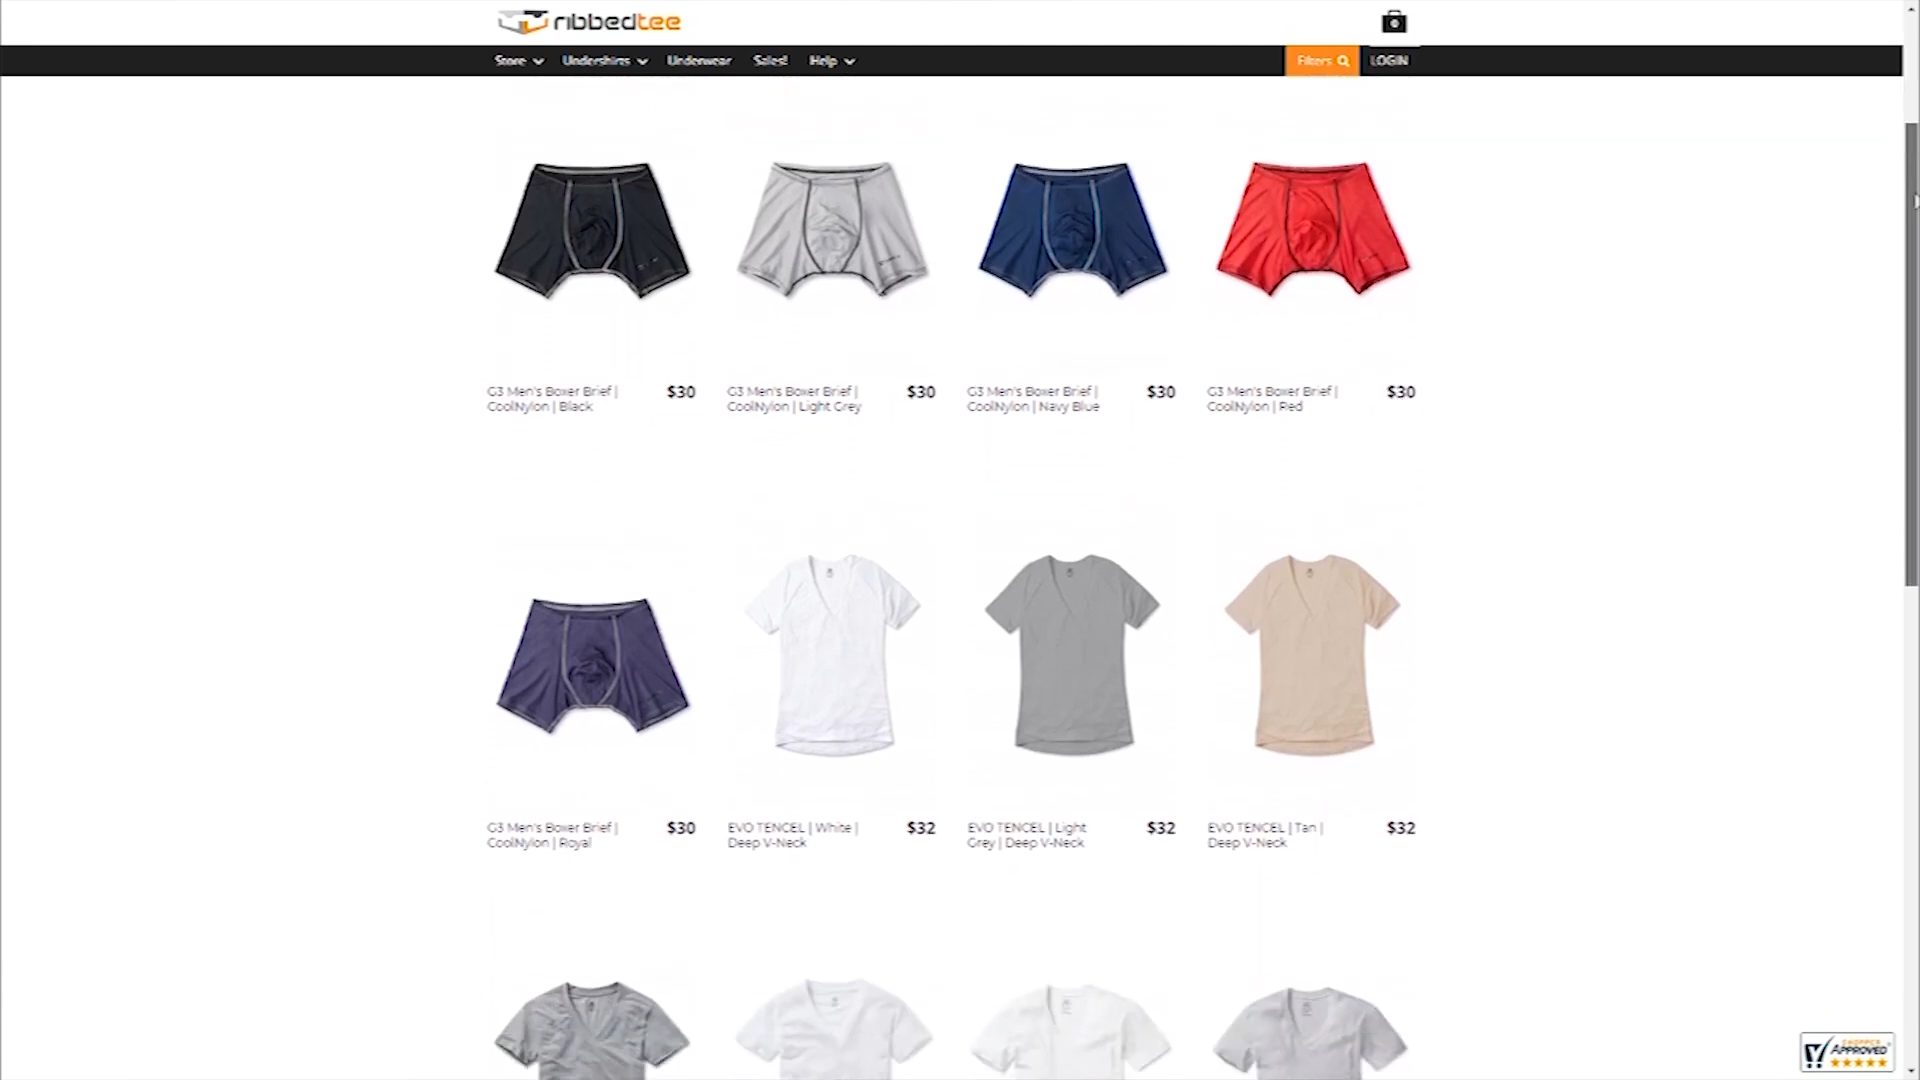 ribbedtee
Store Undershirts Underwear Sales! Help Filters LOGIN
G3 Men's Boxer Brief | $30
CoolNylon | Black
G3 Men's Boxer Brief | $30
CoolNylon | Light Grey
G3 Men's Boxer Brief | $30
CoolNylon | Navy Blue
G3 Men's Boxer Brief | $30
CoolNylon | Red
G3 Men's Boxer Brief | $30
CoolNylon | Royal
EVO TENCEL | White | $32
Deep V-Neck
EVO TENCEL | Light $32
Grey | Deep V-Neck
EVO TENCEL | Tan | $32
Deep V-Neck
SHOPPER
APPROVED